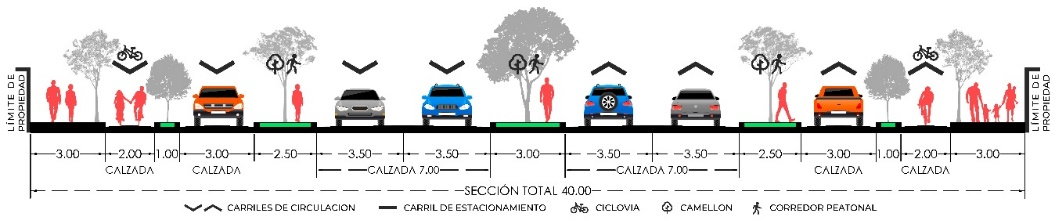 LÍMITE DE
PROPIEDAD
LÍMITE DE
PROPIEDAD
3.00 2.00 1.00 3.00 2.50 3.50 3.50 3.00 3.50 3.50 2.50 3.00 1.00 2.00 3.00
CALZADA CALZADA CALZADA 7.00 CALZADA 7.00 CALZADA CALZADA
SECCIÓN TOTAL 40.00
CARRILES DE CIRCULACION CARRIL DE ESTACIONAMIENTO CICLOVIA CAMELLON CORREDOR PEATONAL